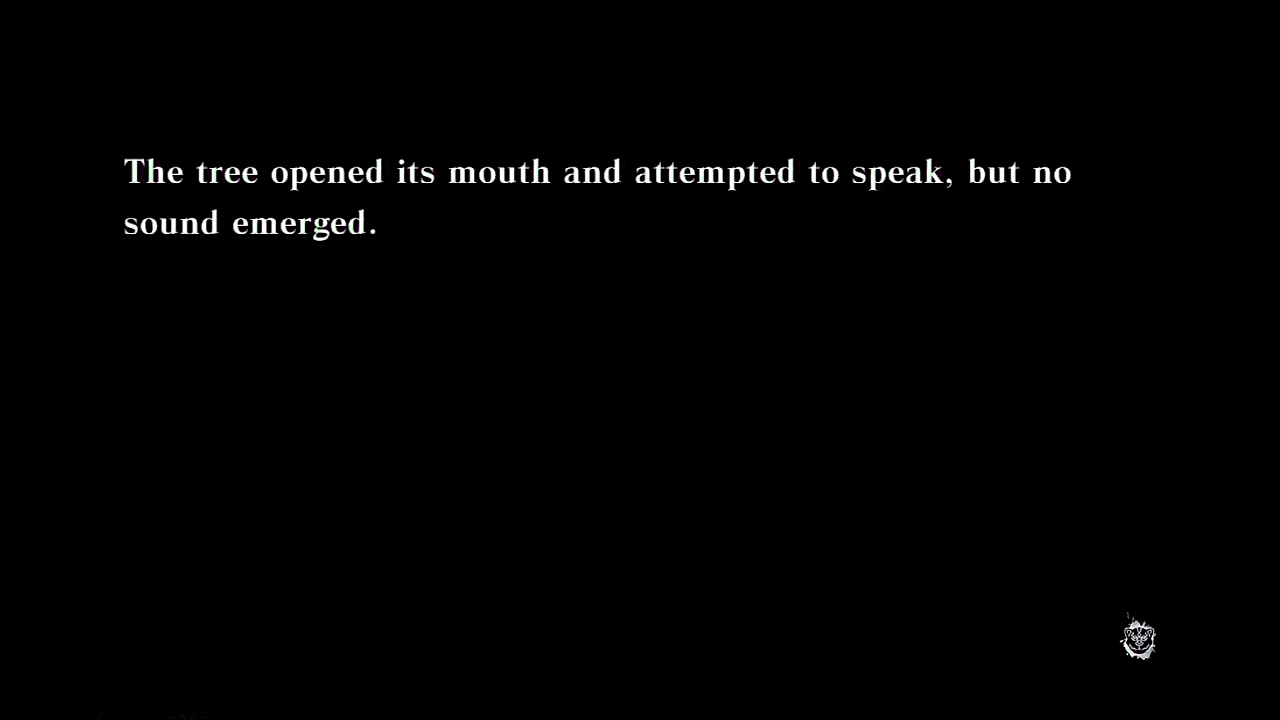 The tree opened its mouth and attempted to speak, but no
sound emerged.